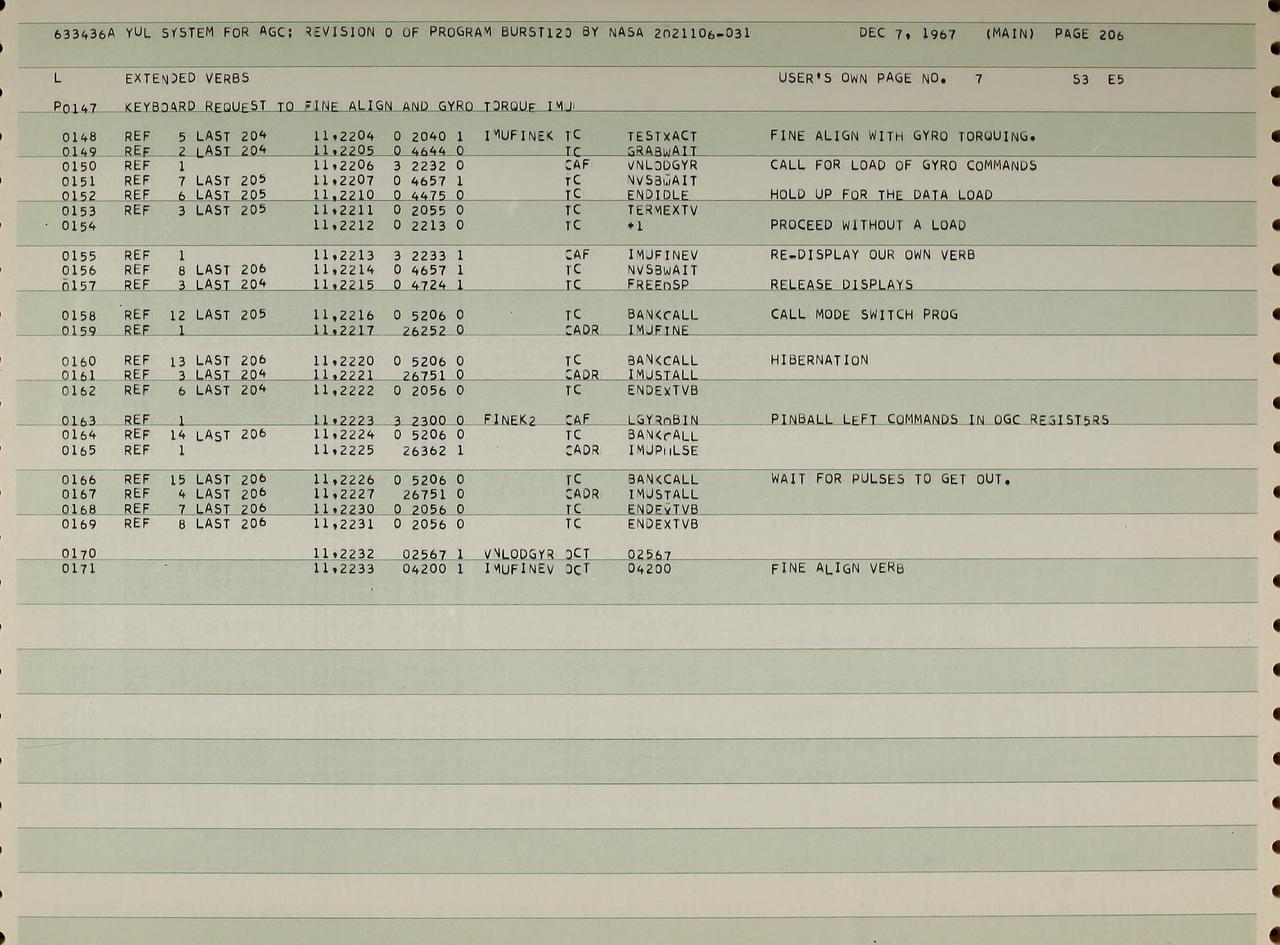 633436A YUL SYSTEM FOR AGC; REVISION 0 OF PROGRAM BURST120 BY NASA 2021106-031 DEC 7, 1967 (MAIN) PAGE 206
L EXTENDED VERBS USER'S OWN PAGE NO. 7 S3 E5
P0147 KEYBOARD REQUEST TO FINE ALIGN AND GYRO TORQUE IMU
0148 REF 5 LAST 204 11,2204 0 2040 1 IMUFINEK TC TESTXACT FINE ALIGN WITH GYRO TORQUING.
0149 REF 2 LAST 204 11,2205 0 4644 0 TC GRABWAIT
0150 REF 1 11,2206 3 2232 0 CAF VNLODGYR CALL FOR LOAD OF GYRO COMMANDS
0151 REF 7 LAST 205 11,2207 0 4657 1 TC NVSBWAIT
0152 REF 6 LAST 205 11,2210 0 4475 0 TC ENDIDLE HOLD UP FOR THE DATA LOAD
0153 REF 3 LAST 205 11,2211 0 2055 0 TC TERMEXTV
0154 11,2212 0 2213 0 TC +1 PROCEED WITHOUT A LOAD
0155 REF 1 11,2213 3 2233 1 CAF IMUFINEV RE-DISPLAY OUR OWN VERB
0156 REF 8 LAST 206 11,2214 0 4657 1 TC NVSBWAIT
0157 REF 3 LAST 204 11,2215 0 4724 1 TC FREEDSP RELEASE DISPLAYS
0158 REF 12 LAST 205 11,2216 0 5206 0 TC BANKCALL CALL MODE SWITCH PROG
0159 REF 1 11,2217 26252 0 CADR IMUFINE
0160 REF 13 LAST 206 11,2220 0 5206 0 TC BANKCALL HIBERNATION
0161 REF 3 LAST 204 11,2221 26751 0 CADR IMUSTALL
0162 REF 6 LAST 204 11,2222 0 2056 0 TC ENDEXTVB
0163 REF 1 11,2223 3 2300 0 FINEK2 CAF LGYROBIN PINBALL LEFT COMMANDS IN OGC REGIST5RS
0164 REF 14 LAST 206 11,2224 0 5206 0 TC BANKCALL
0165 REF 1 11,2225 26362 1 CADR IMUPULSE
0166 REF 15 LAST 206 11,2226 0 5206 0 TC BANKCALL WAIT FOR PULSES TO GET OUT.
0167 REF 4 LAST 206 11,2227 26751 0 CADR IMUSTALL
0168 REF 7 LAST 206 11,2230 0 2056 0 TC ENDEXTVB
0169 REF 8 LAST 206 11,2231 0 2056 0 TC ENDEXTVB
0170 11,2232 02567 1 VNLODGYR OCT 02567
0171 11,2233 04200 1 IMUFINEV OCT 04200 FINE ALIGN VERB